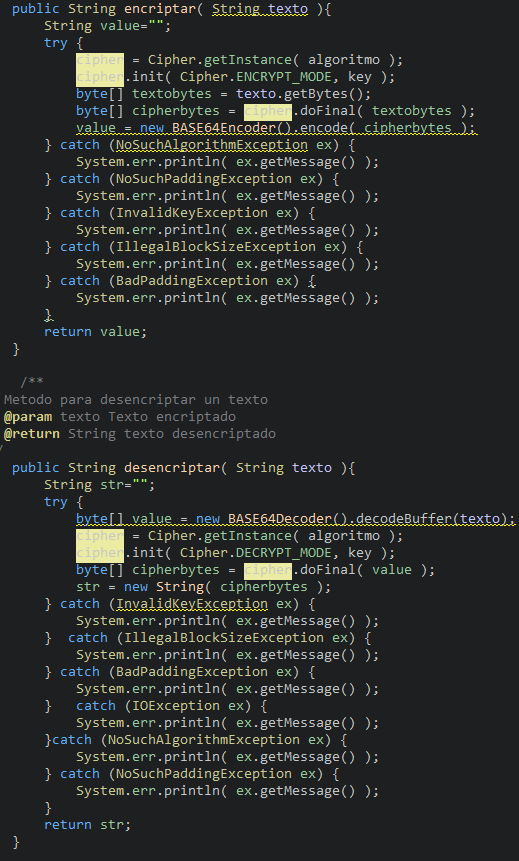 public String encriptar( String texto ){
String value="";
try {
cipher = Cipher.getInstance( algoritmo );
cipher.init( Cipher.ENCRYPT_MODE, key );
byte[] textobytes = texto.getBytes();
byte[] cipherbytes = cipher.doFinal( textobytes );
value = new BASE64Encoder().encode( cipherbytes );
} catch (NoSuchAlgorithmException ex) {
System.err.println( ex.getMessage() );
} catch (NoSuchPaddingException ex) {
System.err.println( ex.getMessage() );
} catch (InvalidKeyException ex) {
System.err.println( ex.getMessage() );
} catch (IllegalBlockSizeException ex) {
System.err.println( ex.getMessage() );
} catch (BadPaddingException ex) {
System.err.println( ex.getMessage() );
}
return value;
}
/**
Metodo para desencriptar un texto
@param texto Texto encriptado
@return String texto desencriptado
/
public String desencriptar( String texto ){
String str="";
try {
byte[] value = new BASE64Decoder().decodeBuffer(texto);
cipher = Cipher.getInstance( algoritmo );
cipher.init( Cipher.DECRYPT_MODE, key );
byte[] cipherbytes = cipher.doFinal( value );
str = new String( cipherbytes );
} catch (InvalidKeyException ex) {
System.err.println( ex.getMessage() );
}  catch (IllegalBlockSizeException ex) {
System.err.println( ex.getMessage() );
} catch (BadPaddingException ex) {
System.err.println( ex.getMessage() );
}   catch (IOException ex) {
System.err.println( ex.getMessage() );
}catch (NoSuchAlgorithmException ex) {
System.err.println( ex.getMessage() );
} catch (NoSuchPaddingException ex) {
System.err.println( ex.getMessage() );
}
return str;
}